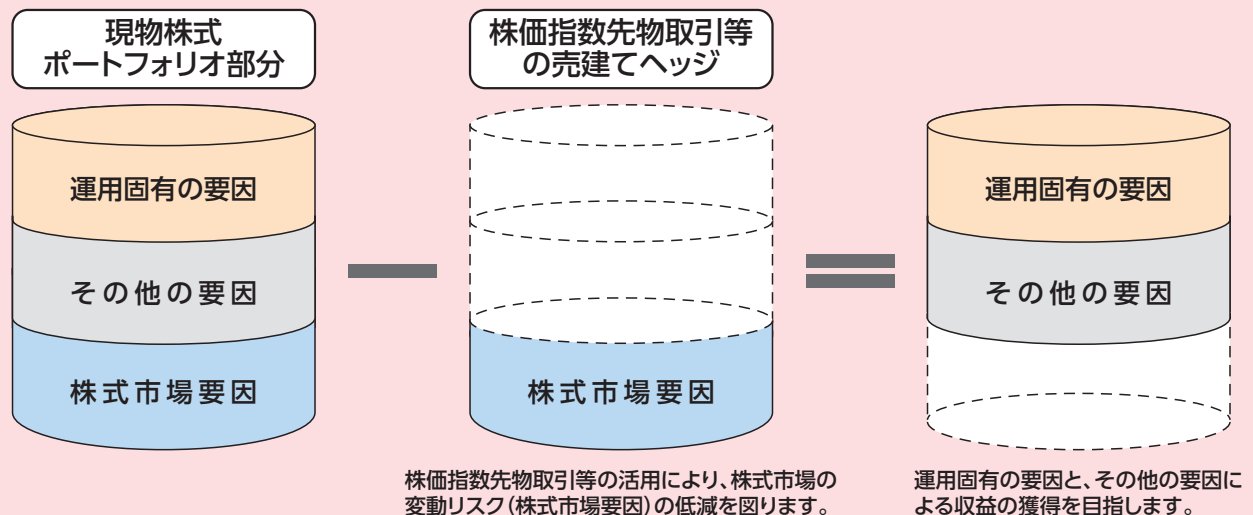 現物株式
ポートフォリオ部分
運用固有の要因
その他の要因
株式市場要因
株価指数先物取引等
の売建てヘッジ
株式市場要因
株価指数先物取引等の活用により、株式市場の
変動リスク(株式市場要因)の低減を図ります。
運用固有の要因
その他の要因
運用固有の要因と、その他の要因に
よる収益の獲得を目指します。